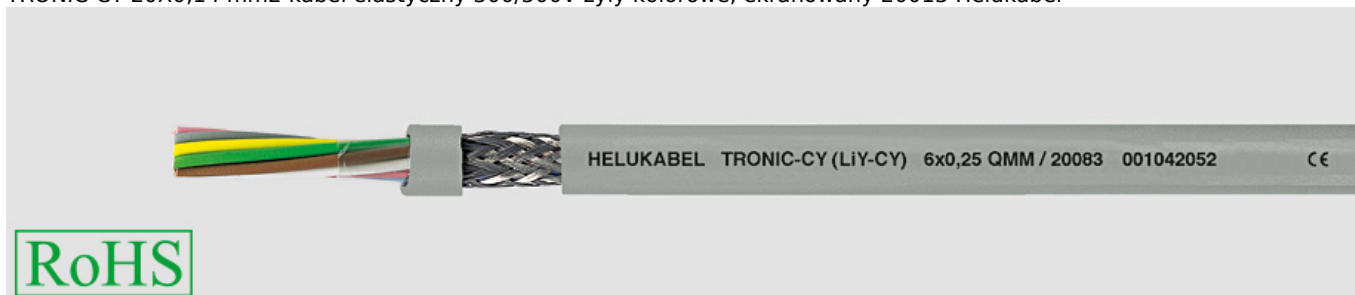 HELUKABEL TRONIC-CY (LiY-CY) 6x0,25 QMM / 20083 001042052 CE
RoHS